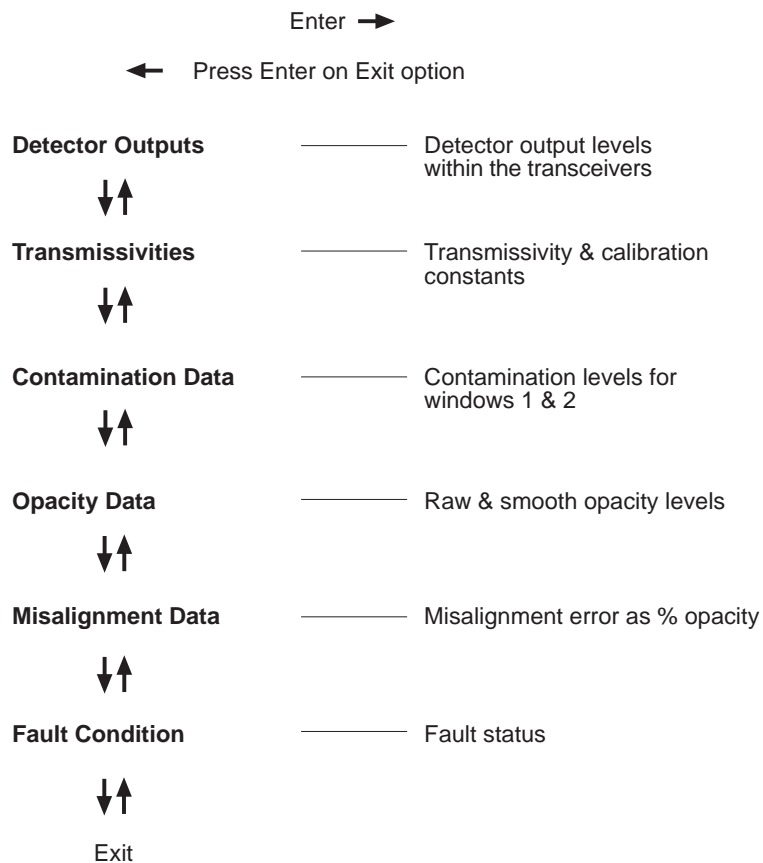 Enter
Press Enter on Exit option
Detector Outputs
Detector output levels
within the transceivers
Transmissivities
Transmissivity & calibration
constants
Contamination Data
Contamination levels for
windows 1 & 2
Opacity Data
Raw & smooth opacity levels
Misalignment Data
Misalignment error as % opacity
Fault Condition
Fault status
Exit